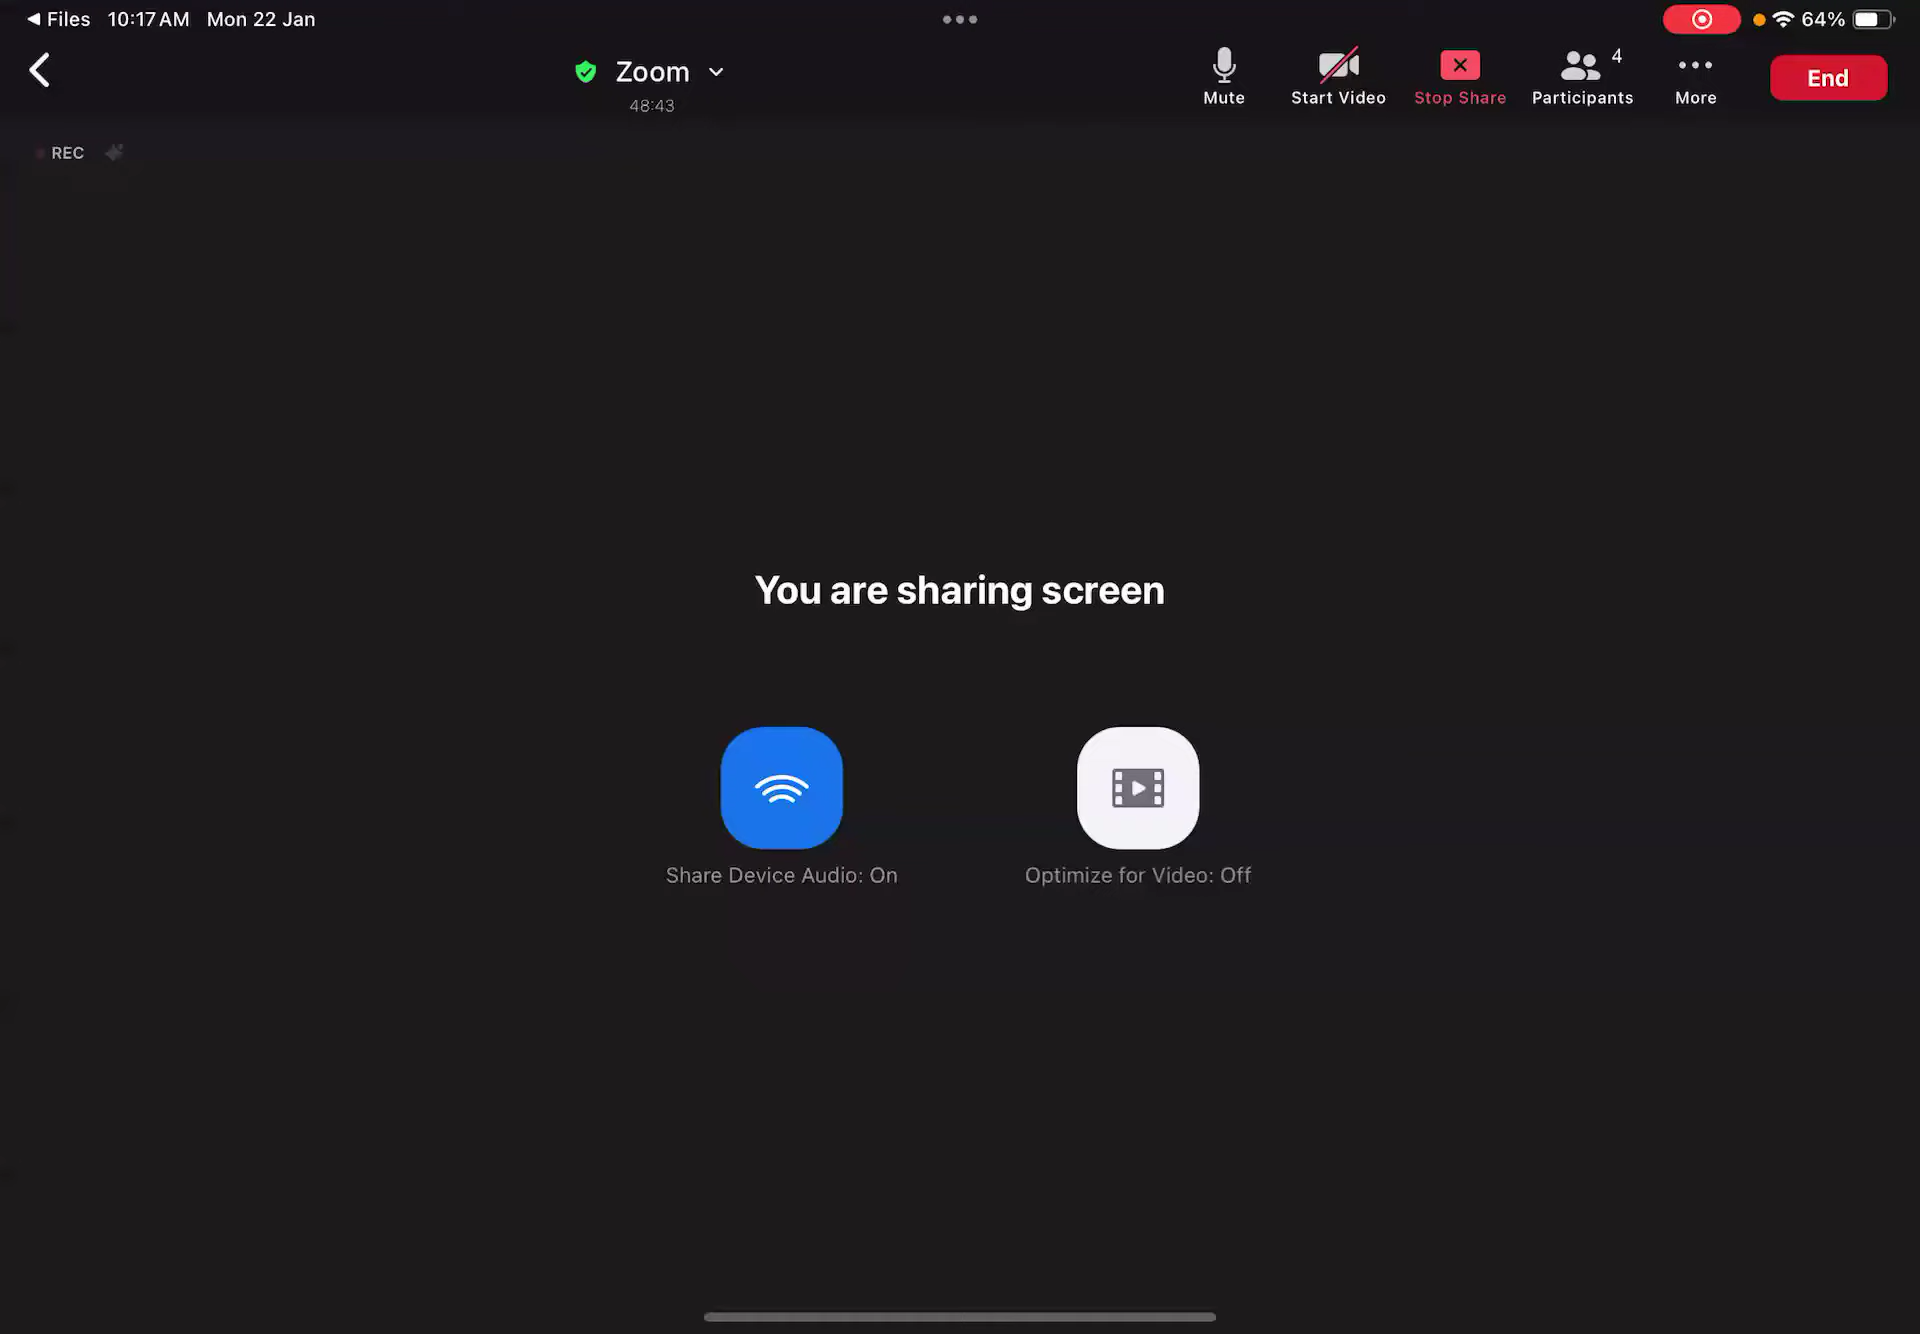 Files 10:17 AM Mon 22 Jan
64%
Zoom
48:43
Mute
Start Video
Stop Share
4
Participants
More
End
REC
You are sharing screen
Share Device Audio: On
Optimize for Video: Off